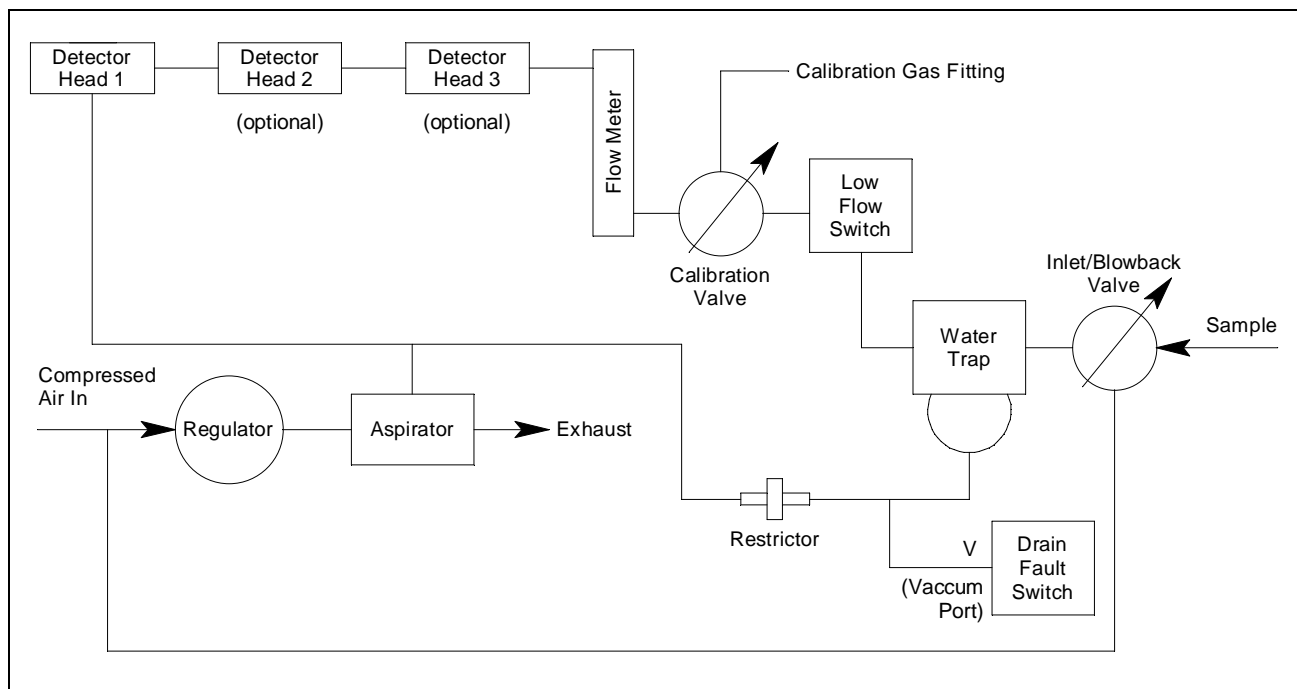 Detector
Head 1
Detector
Head 2
(optional)
Detector
Head 3
(optional)
Flow Meter
Calibration Gas Fitting
Calibration
Valve
Low
Flow
Switch
Inlet/Blowback
Valve
Sample
Water
Trap
Compressed
Air In
Regulator
Aspirator
Exhaust
Restrictor
V
(Vaccum
Port)
Drain
Fault
Switch